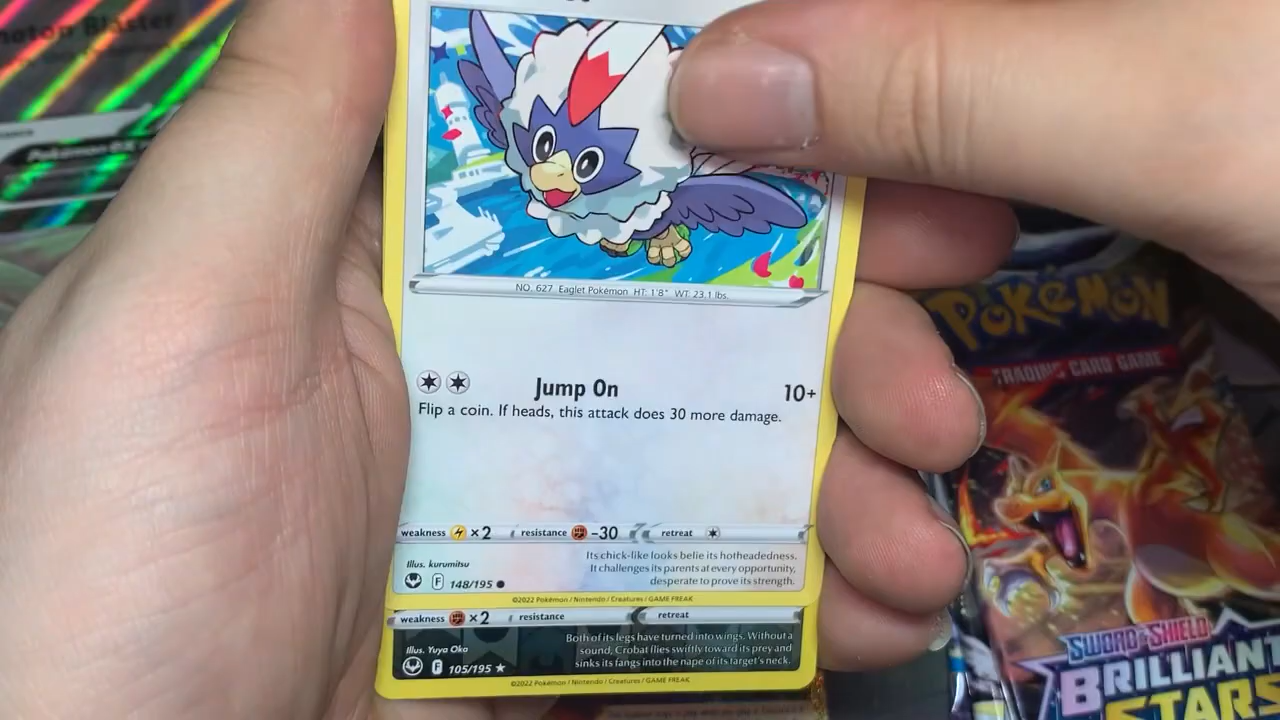 Photon Blaster
Pokémon ex
NO. 627 Eaglet Pokémon HT: 1'8" WT: 23.1 lbs.
Jump On 10+
Flip a coin. If heads, this attack does 30 more damage.
weakness ×2 resistance -30 retreat
Its chick-like looks belie its hotheadedness.
It challenges its parents at every opportunity,
desperate to prove its strength.
Illus. kurumitsu
F 148/195
©2022 Pokémon / Nintendo / Creatures / GAME FREAK
weakness ×2 resistance retreat
Both of its legs have turned into wings. Without a
sound, Crobat flies swiftly toward its prey and
sinks its fangs into the nape of its target's neck.
Illus. Yuya Oka
F 105/195
©2022 Pokémon / Nintendo / Creatures / GAME FREAK
POKÉMON
TRADING CARD GAME
SWORD & SHIELD
BRILLIANT
STARS